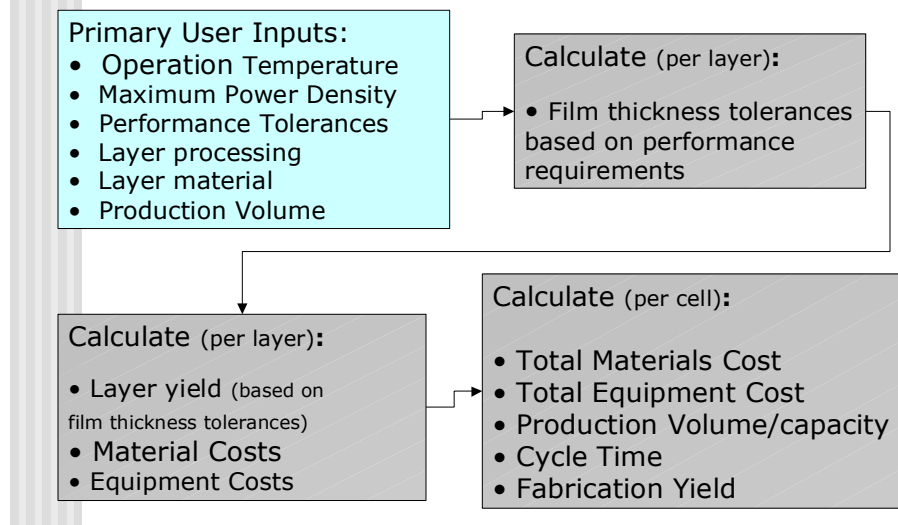 Primary User Inputs:
• Operation Temperature
• Maximum Power Density
• Performance Tolerances
• Layer processing
• Layer material
• Production Volume
Calculate (per layer):
• Film thickness tolerances
based on performance
requirements
Calculate (per layer):
• Layer yield (based on
film thickness tolerances)
• Material Costs
• Equipment Costs
Calculate (per cell):
• Total Materials Cost
• Total Equipment Cost
• Production Volume/capacity
• Cycle Time
• Fabrication Yield